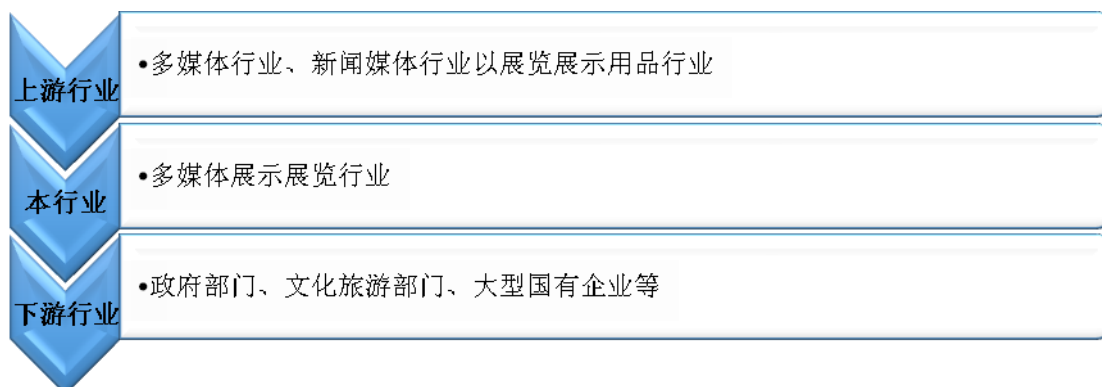 上游行业
•多媒体行业、新闻媒体行业以展览展示用品行业
本行业
•多媒体展示展览行业
下游行业
•政府部门、文化旅游部门、大型国有企业等